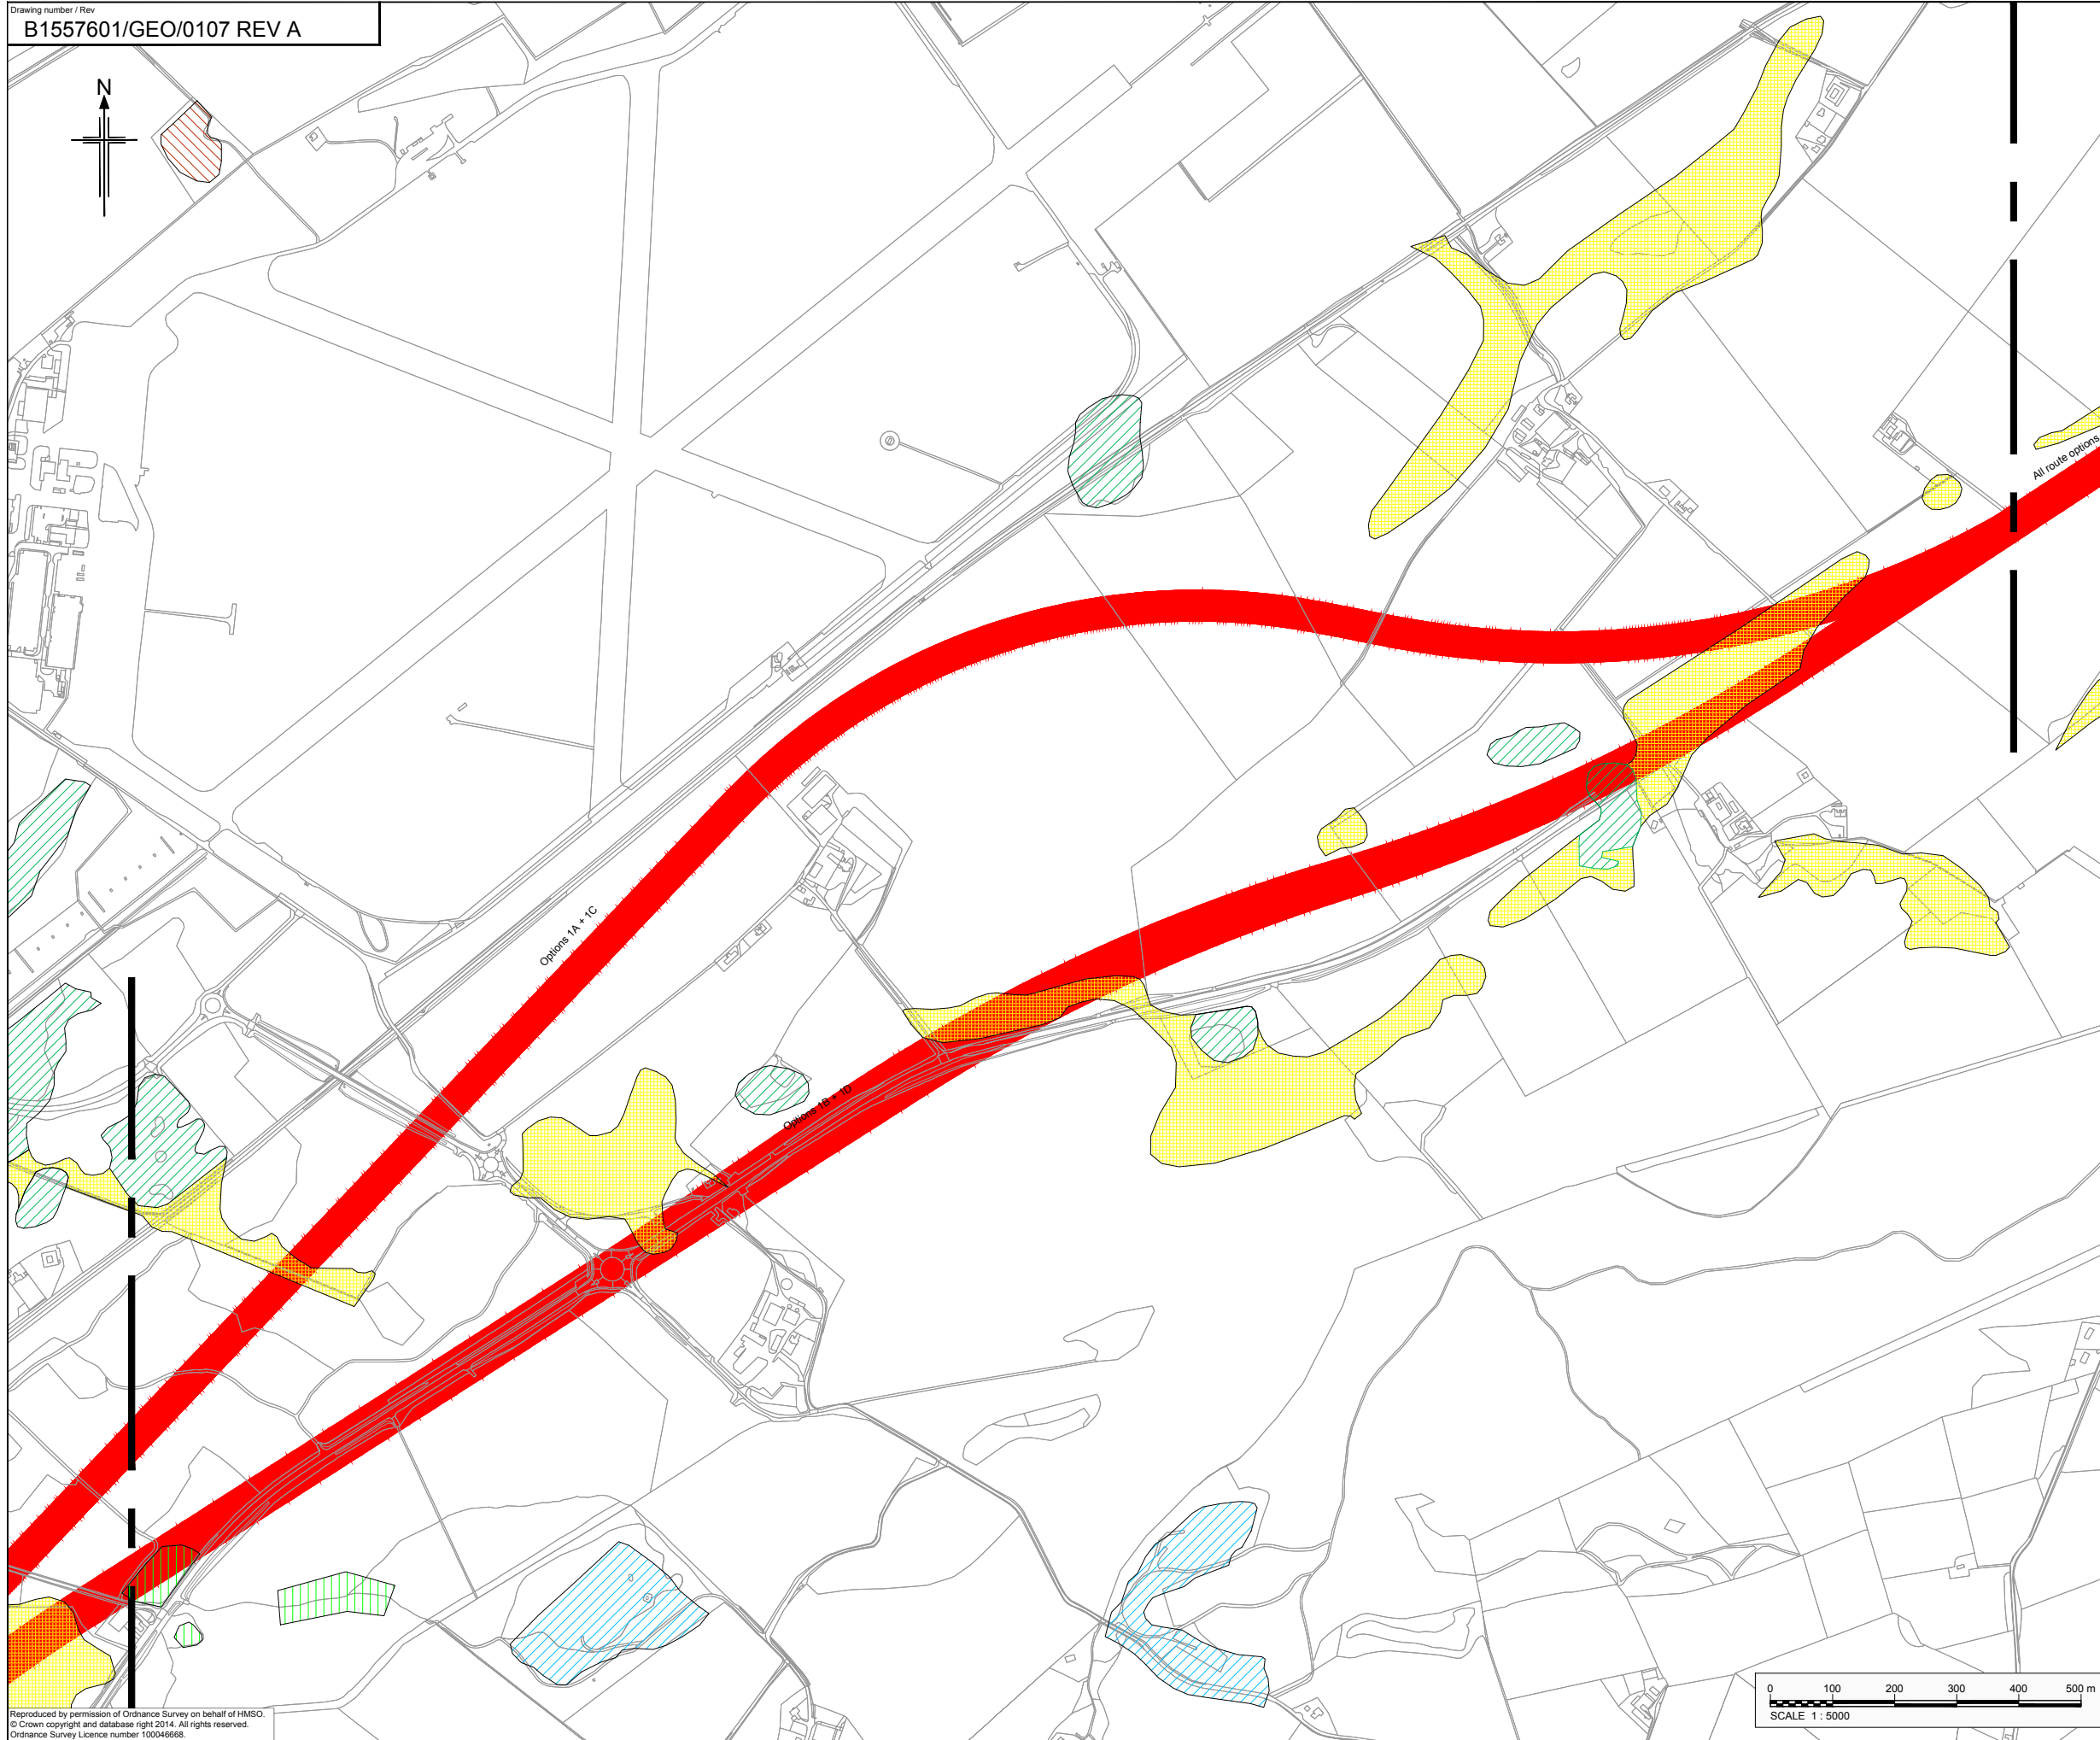 Drawing number / Rev
B1557601/GEO/0107 REV A
N
All route options
Options 1A + 1C
Options 1B + 1D
0 100 200 300 400 500 m
SCALE 1 : 5000
Reproduced by permission of Ordnance Survey on behalf of HMSO.
© Crown copyright and database right 2014. All rights reserved.
Ordnance Survey Licence number 100046668.